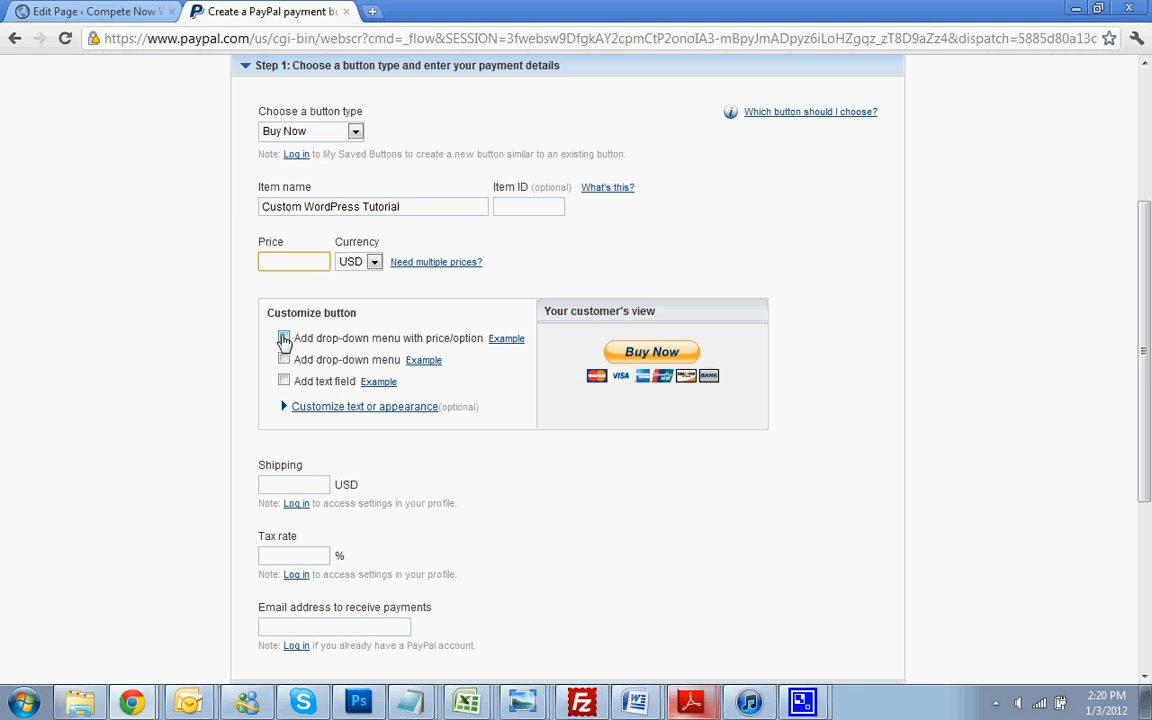 Edit Page ‹ Compete Now W
Create a PayPal payment bu
https://www.paypal.com/us/cgi-bin/webscr?cmd=_flow&SESSION=3fwebsw9DfgkAY2cpmCtP2onoIA3-mBpyJmADpyz6iLoHZgqz_zT8D9aZz4&dispatch=5885d80a13c
Step 1: Choose a button type and enter your payment details
Choose a button type
Buy Now
Which button should I choose?
Note: Log in to My Saved Buttons to create a new button similar to an existing button.
Item name
Item ID (optional) What's this?
Custom WordPress Tutorial
Price
Currency
USD
Need multiple prices?
Customize button
Your customer's view
Add drop-down menu with price/option Example
Add drop-down menu Example
Add text field Example
Customize text or appearance(optional)
Buy Now
VISA
BANK
Shipping
USD
Note: Log in to access settings in your profile.
Tax rate
%
Note: Log in to access settings in your profile.
Email address to receive payments
Note: Log in if you already have a PayPal account.
Ps
2:20 PM
1/3/2012